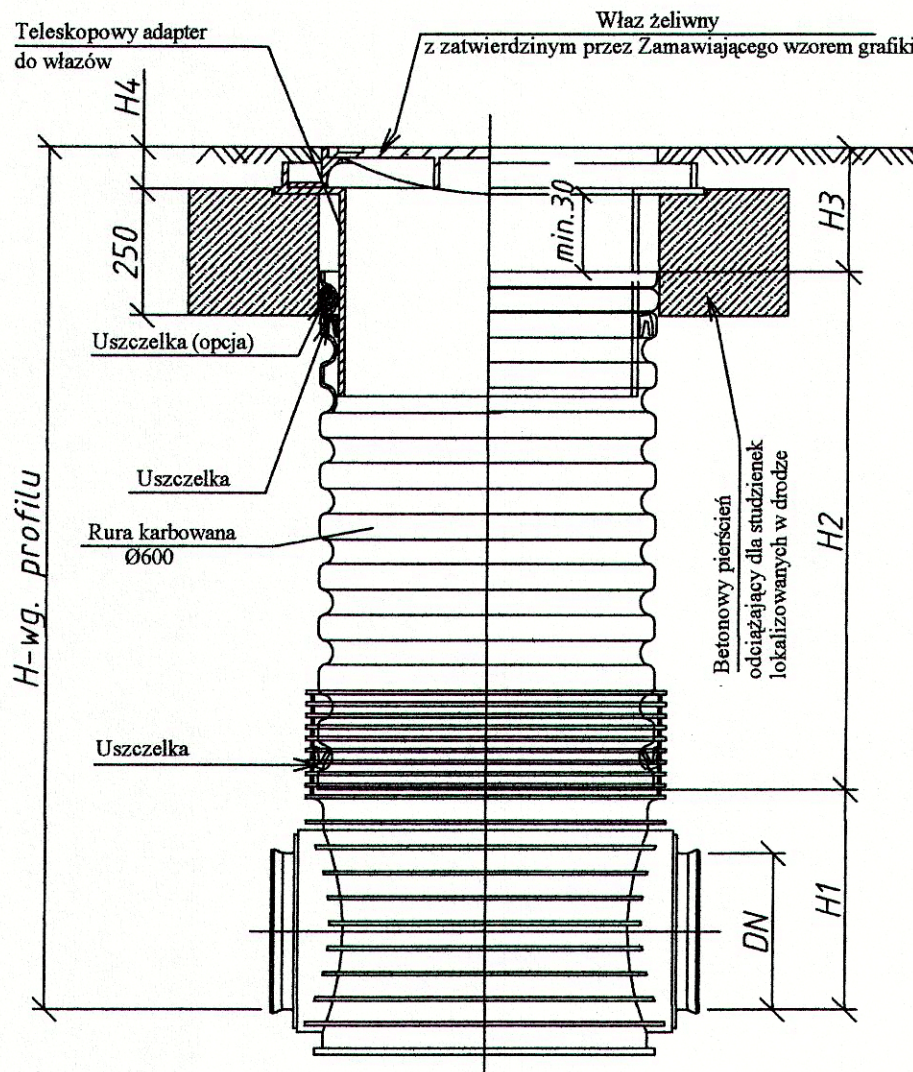 Teleskopowy adapter
do włazów
Właz żeliwny
z zatwierdzinym przez Zamawiającego wzorem grafiki
H4
250
min.30
H3
Uszczelka (opcja)
Uszczelka
Rura karbowana
Ø600
H-wg. profilu
H2
Betonowy pierścień
odciążający dla studzienek
lokalizowanych w drodze
Uszczelka
DN
H1